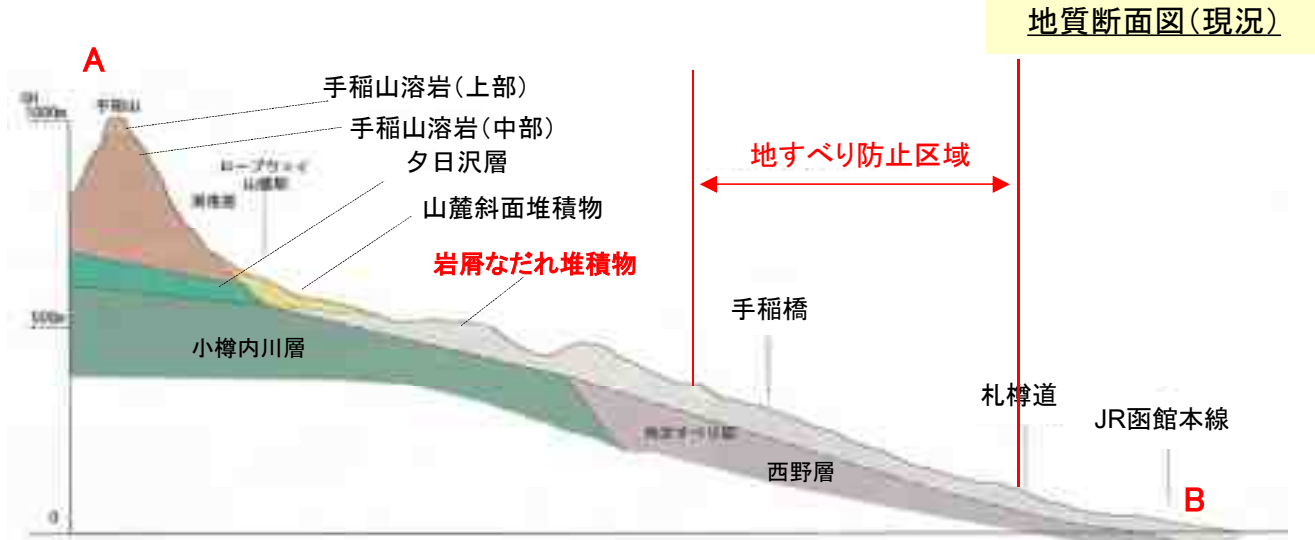 地質断面図(現況)
A
手稲山溶岩(上部)
1000m
手稲山
手稲山溶岩(中部)
夕日沢層
ロープウェイ
山麓駅
地すべり防止区域
山麓斜面堆積物
岩屑なだれ堆積物
手稲橋
500m
小樽内川層
札樽道
JR函館本線
西野層
B
0